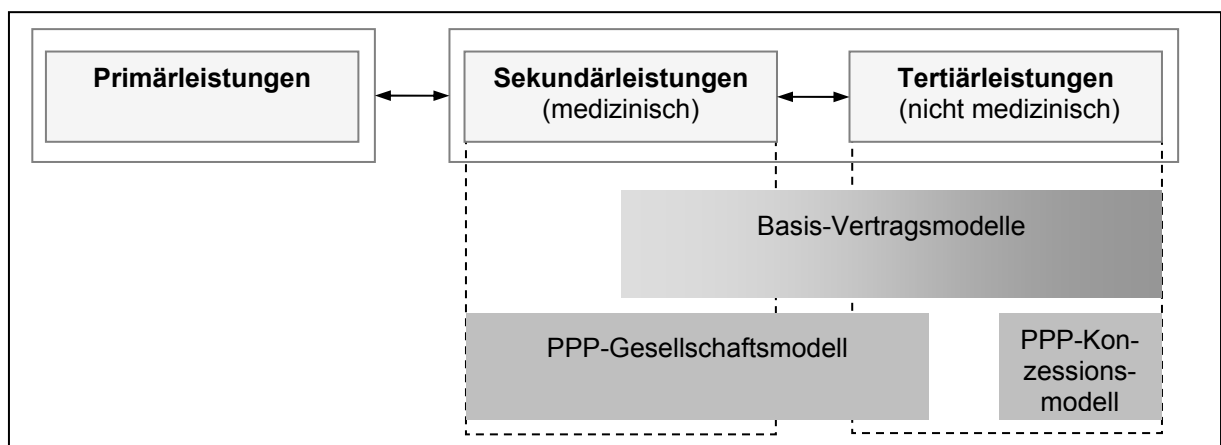 Primärleistungen
Sekundärleistungen
(medizinisch)
Tertiärleistungen
(nicht medizinisch)
Basis-Vertragsmodelle
PPP-Gesellschaftsmodell
PPP-Kon-
zessions-
modell